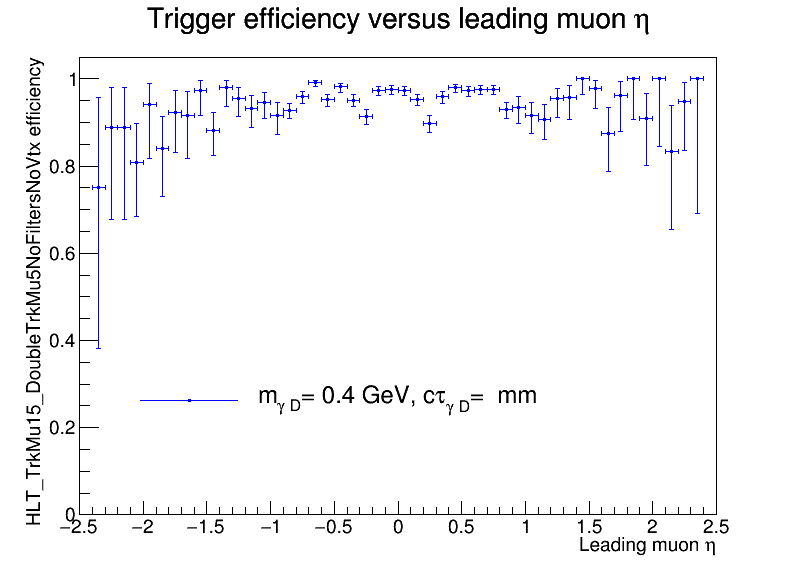 Trigger efficiency versus leading muon η
HLT_TrkMu15_DoubleTrkMu5NoFiltersNoVtx efficiency
1
0.8
0.6
0.4
0.2
0
mγ D= 0.4 GeV, cτγ D= mm
−2.5 −2 −1.5 −1 −0.5 0 0.5 1 1.5 2 2.5
Leading muon η